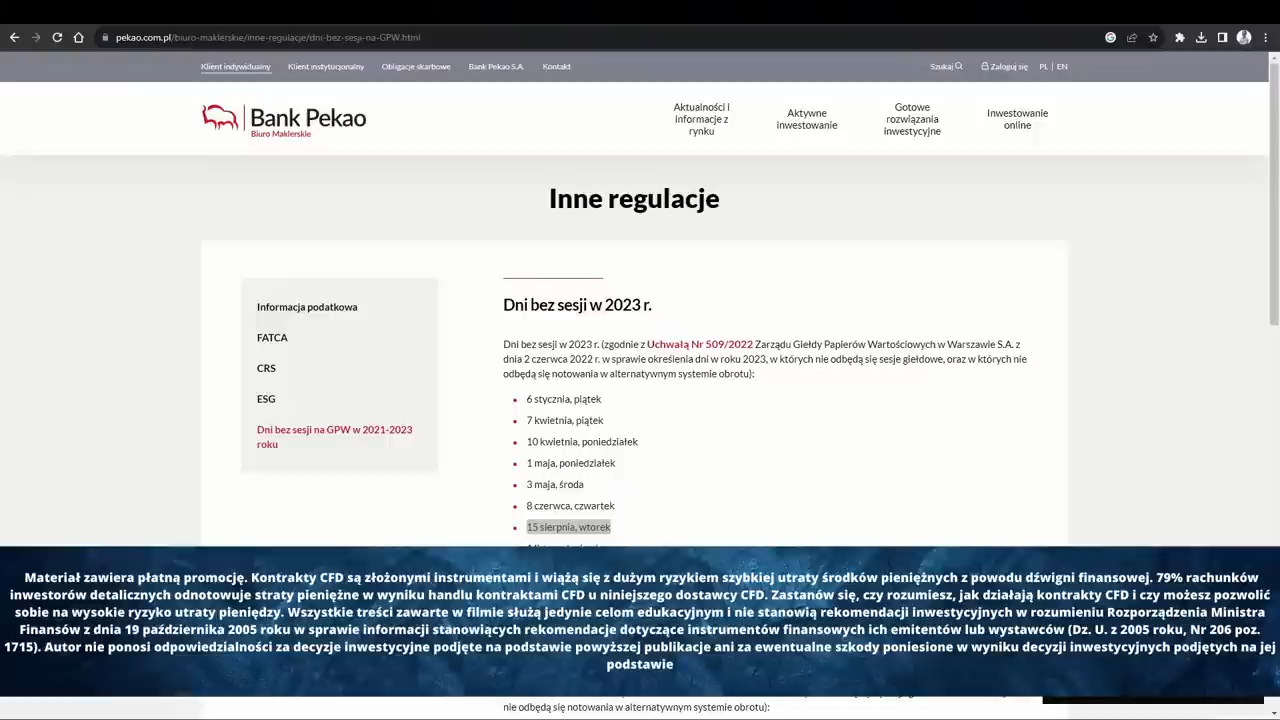 pekao.com.pl/biuro-maklerskie/inne-regulacje/dni-bez-sesji-na-GPW.html
Klient indywidualny Klient instytucjonalny Obligacje skarbowe Bank Pekao S.A. Kontakt Szukaj Zaloguj się PL | EN
Bank Pekao
Biuro Maklerskie
Aktualności i
informacje z
rynku
Aktywne
inwestowanie
Gotowe
rozwiązania
inwestycyjne
Inwestowanie
online
Inne regulacje
Informacja podatkowa
FATCA
CRS
ESG
Dni bez sesji na GPW w 2021-2023
roku
Dni bez sesji w 2023 r.
Dni bez sesji w 2023 r. (zgodnie z Uchwałą Nr 509/2022 Zarządu Giełdy Papierów Wartościowych w Warszawie S.A. z
dnia 2 czerwca 2022 r. w sprawie określenia dni w roku 2023, w których nie odbędą się sesje giełdowe, oraz w których nie
odbędą się notowania w alternatywnym systemie obrotu):
6 stycznia, piątek
7 kwietnia, piątek
10 kwietnia, poniedziałek
1 maja, poniedziałek
3 maja, środa
8 czerwca, czwartek
15 sierpnia, wtorek
Materiał zawiera płatną promocję. Kontrakty CFD są złożonymi instrumentami i wiążą się z dużym ryzykiem szybkiej utraty środków pieniężnych z powodu dźwigni finansowej. 79% rachunków
inwestorów detalicznych odnotowuje straty pieniężne w wyniku handlu kontraktami CFD u niniejszego dostawcy CFD. Zastanów się, czy rozumiesz, jak działają kontrakty CFD i czy możesz pozwolić
sobie na wysokie ryzyko utraty pieniędzy. Wszystkie treści zawarte w filmie służą jedynie celom edukacyjnym i nie stanowią rekomendacji inwestycyjnych w rozumieniu Rozporządzenia Ministra
Finansów z dnia 19 października 2005 roku w sprawie informacji stanowiących rekomendacje dotyczące instrumentów finansowych ich emitentów lub wystawców (Dz. U. z 2005 roku, Nr 206 poz.
1715). Autor nie ponosi odpowiedzialności za decyzje inwestycyjne podjęte na podstawie powyższej publikacje ani za ewentualne szkody poniesione w wyniku decyzji inwestycyjnych podjętych na jej
podstawie
nie odbędą się notowania w alternatywnym systemie obrotu):